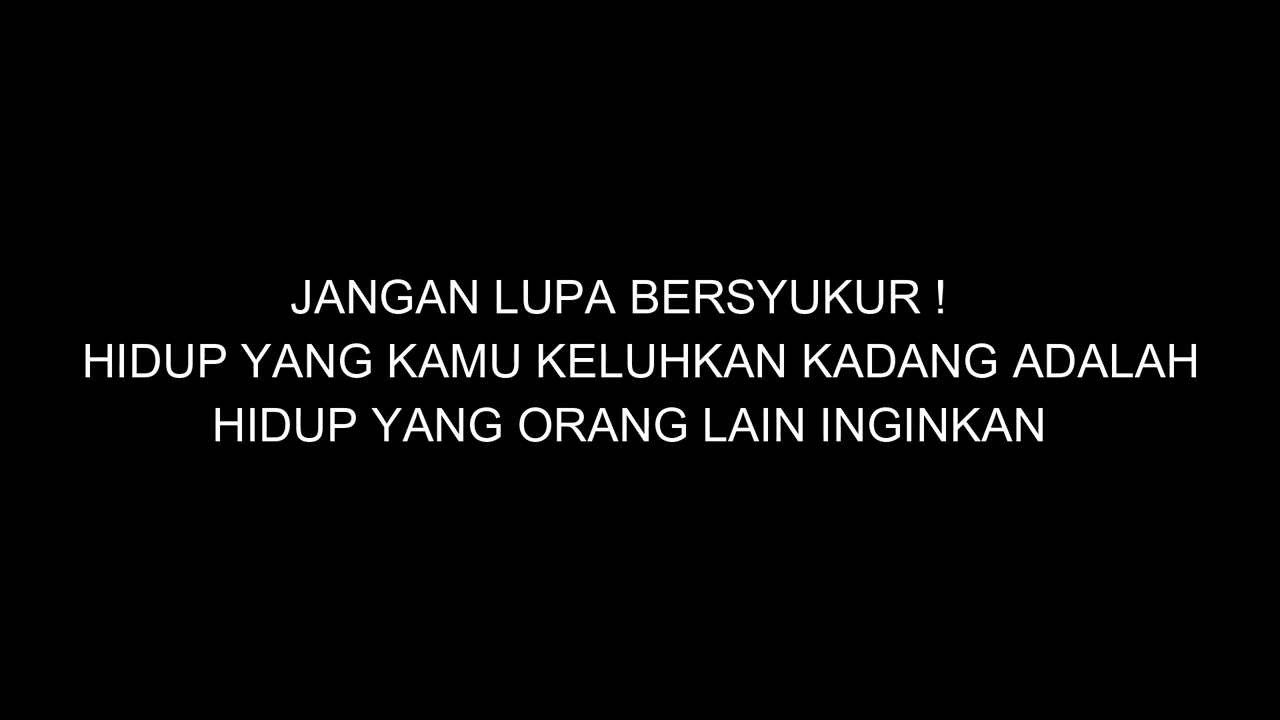 JANGAN LUPA BERSYUKUR !
HIDUP YANG KAMU KELUHKAN KADANG ADALAH
HIDUP YANG ORANG LAIN INGINKAN